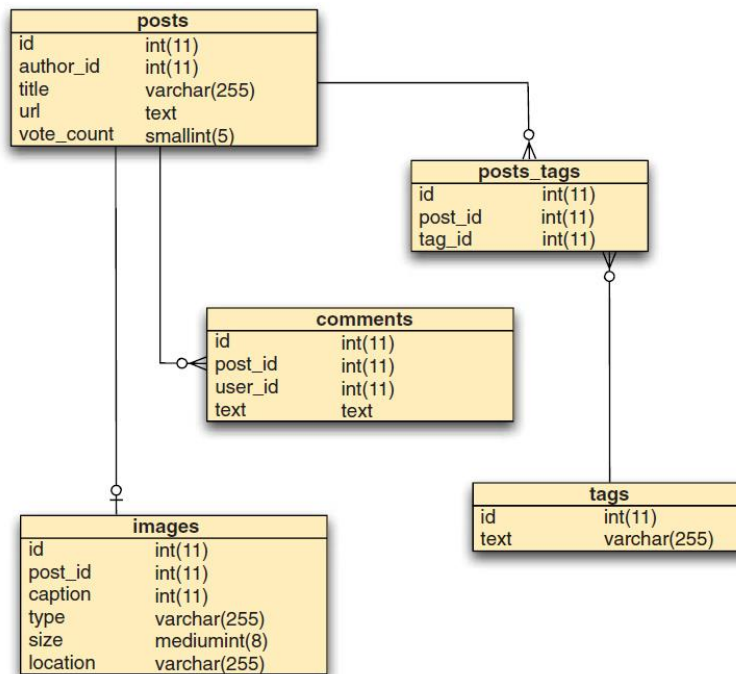 posts
id int(11)
author_id int(11)
title varchar(255)
url text
vote_count smallint(5)
posts_tags
id int(11)
post_id int(11)
tag_id int(11)
comments
id int(11)
post_id int(11)
user_id int(11)
text text
tags
id int(11)
text varchar(255)
images
id int(11)
post_id int(11)
caption int(11)
type varchar(255)
size mediumint(8)
location varchar(255)